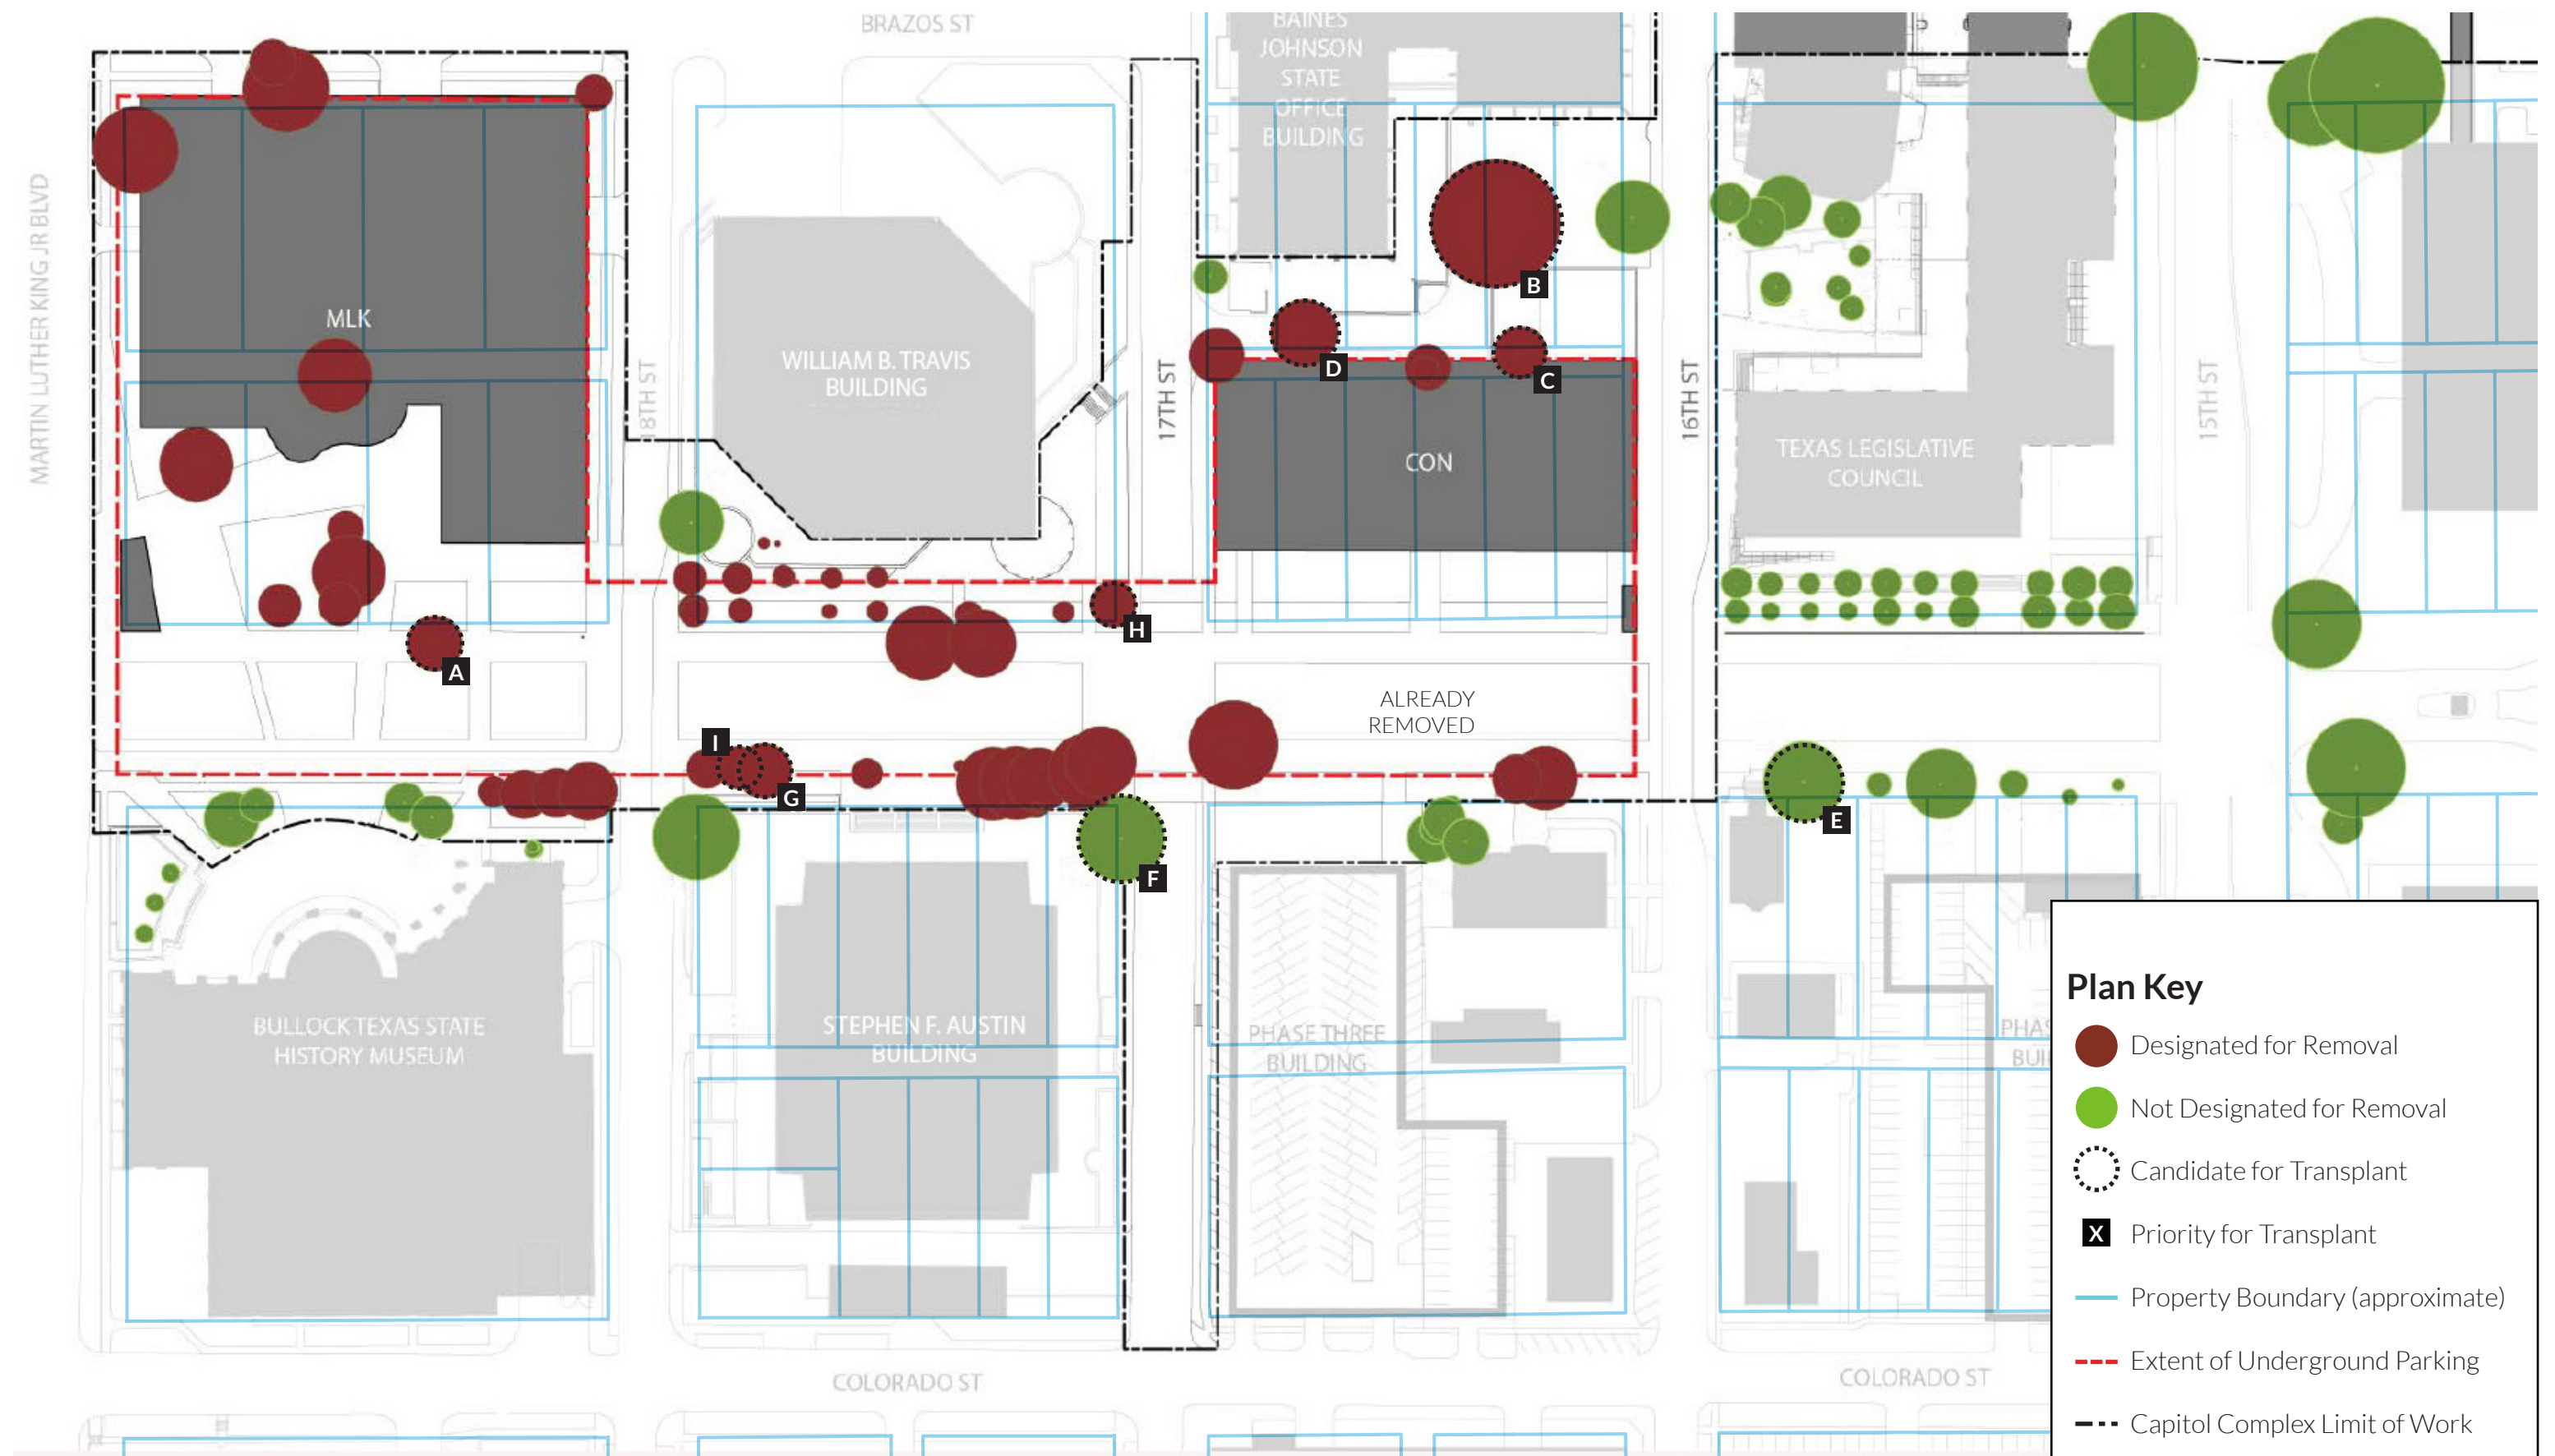 BRAZOS ST
BAINES
JOHNSON
STATE
OFFICE
BUILDING
MARTIN LUTHER KING JR BLVD
MLK
18TH ST
WILLIAM B. TRAVIS
BUILDING
17TH ST
B
D
C
CON
16TH ST
TEXAS LEGISLATIVE
COUNCIL
15TH ST
A
H
ALREADY
REMOVED
I
G
F
E
BULLOCK TEXAS STATE
HISTORY MUSEUM
STEPHEN F. AUSTIN
BUILDING
PHASE THREE
BUILDING
PHAS
BUIL
COLORADO ST
COLORADO ST
Plan Key
Designated for Removal
Not Designated for Removal
Candidate for Transplant
X Priority for Transplant
Property Boundary (approximate)
Extent of Underground Parking
Capitol Complex Limit of Work